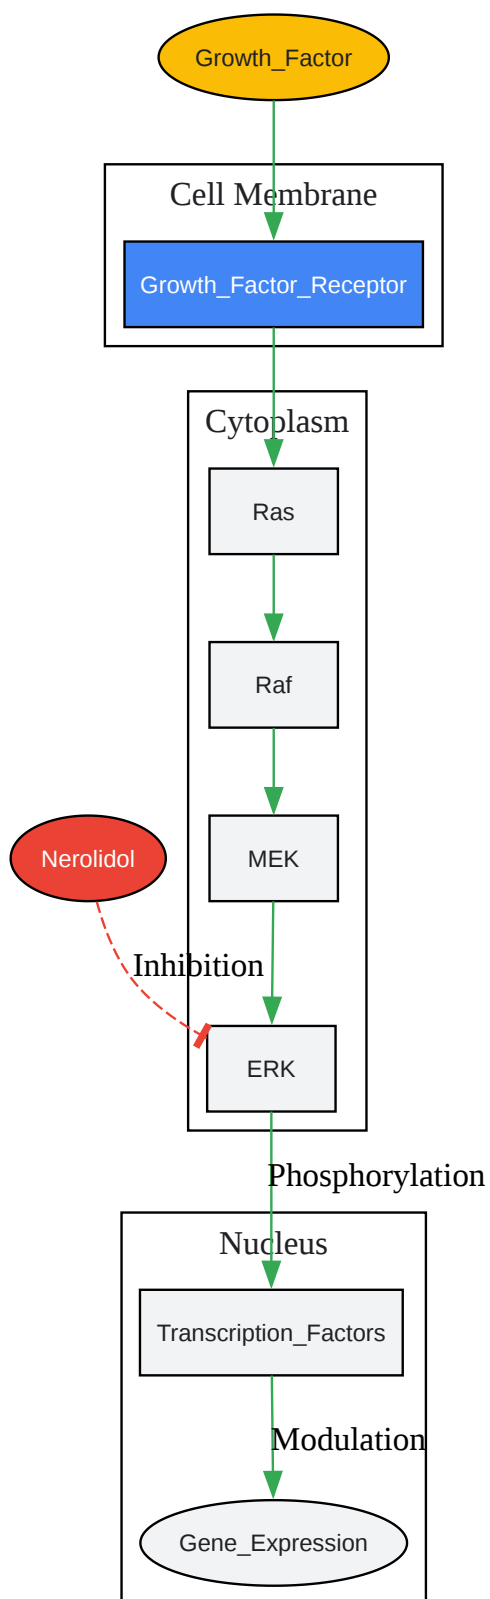 Growth_Factor
Cell Membrane
Growth_Factor_Receptor
Cytoplasm
Ras
Raf
MEK
Nerolidol
Inhibition
ERK
Phosphorylation
Nucleus
Transcription_Factors
Modulation
Gene_Expression